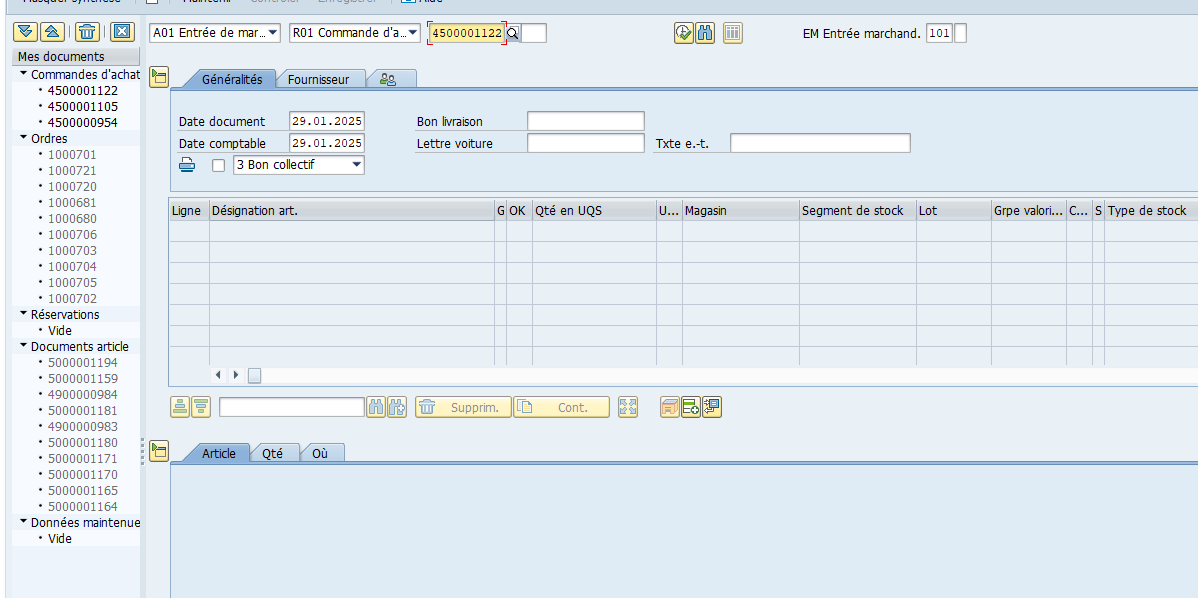 Masquer synthèse Maintenir Contrôler Enregistrer Aide
A01 Entrée de mar... R01 Commande d'a... 4500001122 EM Entrée marchand. 101
Mes documents
Commandes d'achat
4500001122
4500001105
4500000954
Ordres
1000701
1000721
1000720
1000681
1000680
1000706
1000703
1000704
1000705
1000702
Réservations
Vide
Documents article
5000001194
5000001159
4900000984
5000001181
4900000983
5000001180
5000001171
5000001170
5000001165
5000001164
Données maintenue
Vide
Généralités Fournisseur
Date document 29.01.2025 Bon livraison
Date comptable 29.01.2025 Lettre voiture Txte e.-t.
3 Bon collectif
Ligne Désignation art. G OK Qté en UQS U... Magasin Segment de stock Lot Grpe valori... C... S Type de stock
Supprim. Cont.
Article Qté Où